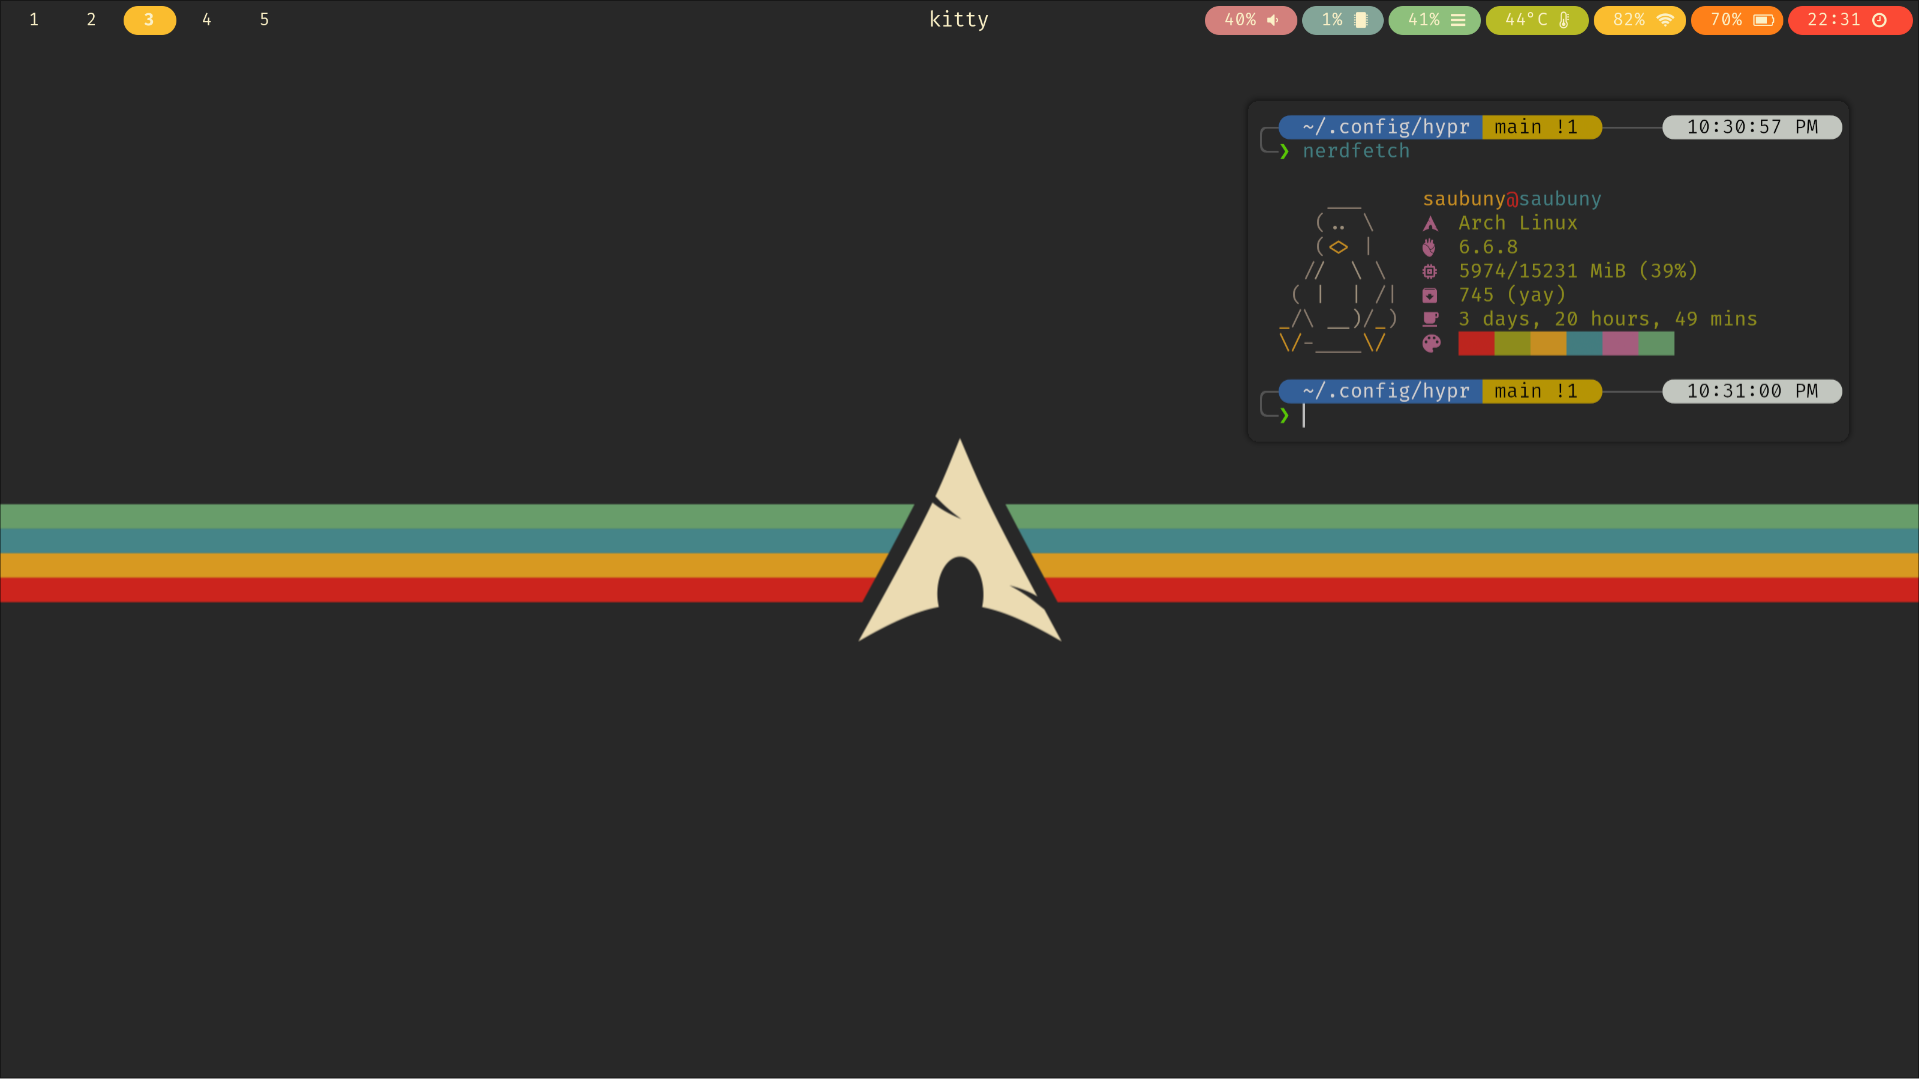 1 2 3 4 5 kitty 40% 1% 41% 44°C 82% 70% 22:31
~/.config/hypr main !1 10:30:57 PM
❯ nerdfetch
saubuny@saubuny
Arch Linux
6.6.8
5974/15231 MiB (39%)
745 (yay)
3 days, 20 hours, 49 mins
~/.config/hypr main !1 10:31:00 PM
❯